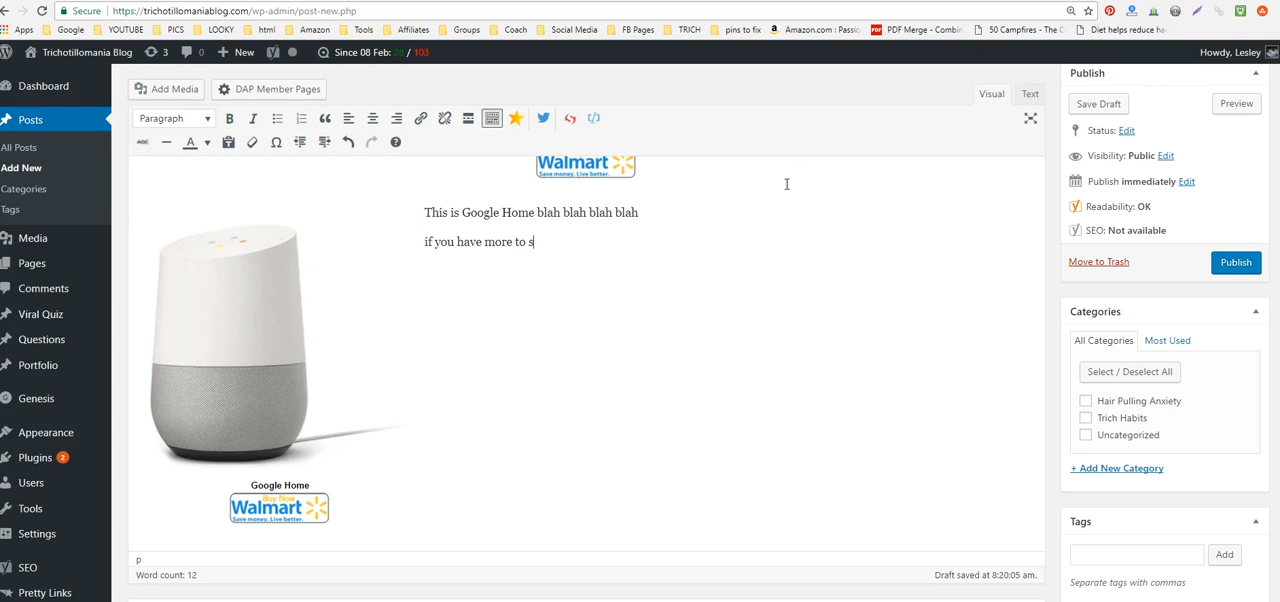 Secure | https://trichotillomaniablog.com/wp-admin/post-new.php
Apps Google YOUTUBE PICS LOOKY html Amazon Tools Affiliates Groups Coach Social Media FB Pages TRICH pins to fix Amazon.com : Passio PDF Merge - Combin 50 Campfires - The C Diet helps reduce ha
Trichotillomania Blog 3 0 New Since 08 Feb: 28 / 103 Howdy, Lesley
Dashboard
Posts
All Posts
Add New
Categories
Tags
Media
Pages
Comments
Viral Quiz
Questions
Portfolio
Genesis
Appearance
Plugins 2
Users
Tools
Settings
SEO
Pretty Links
Add Media DAP Member Pages Visual Text
Paragraph B I
ABC A
Walmart
Save money. Live better.
This is Google Home blah blah blah blah
if you have more to s
Google Home
Buy Now
Walmart
Save money. Live better.
p
Word count: 12 Draft saved at 8:20:05 am.
Publish
Save Draft Preview
Status: Edit
Visibility: Public Edit
Publish immediately Edit
Readability: OK
SEO: Not available
Move to Trash Publish
Categories
All Categories Most Used
Select / Deselect All
Hair Pulling Anxiety
Trich Habits
Uncategorized
+ Add New Category
Tags
Add
Separate tags with commas